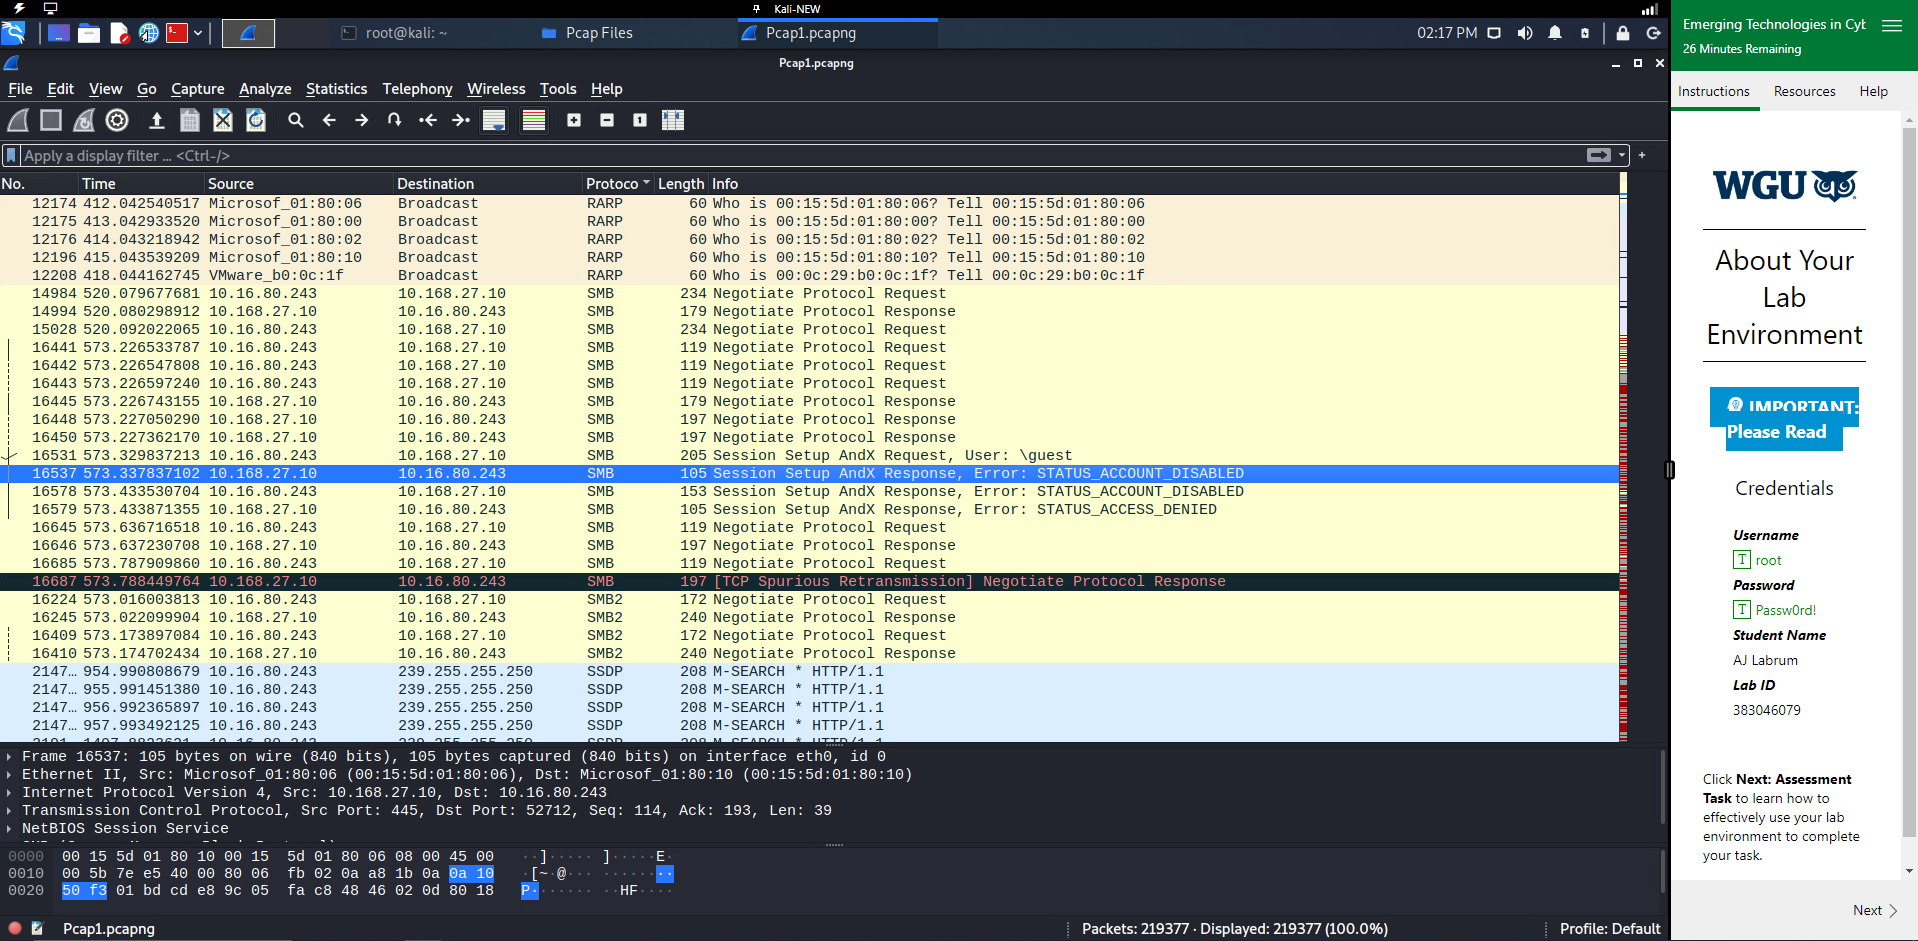 Kali-NEW
root@kali: ~
Pcap Files
Pcap1.pcapng
02:17 PM
Pcap1.pcapng
File Edit View Go Capture Analyze Statistics Telephony Wireless Tools Help
Apply a display filter ... <Ctrl-/>
No. Time Source Destination Protoco Length Info
12174 412.042540517 Microsof_01:80:06 Broadcast RARP 60 Who is 00:15:5d:01:80:06? Tell 00:15:5d:01:80:06
12175 413.042933520 Microsof_01:80:00 Broadcast RARP 60 Who is 00:15:5d:01:80:00? Tell 00:15:5d:01:80:00
12176 414.043218942 Microsof_01:80:02 Broadcast RARP 60 Who is 00:15:5d:01:80:02? Tell 00:15:5d:01:80:02
12196 415.043539209 Microsof_01:80:10 Broadcast RARP 60 Who is 00:15:5d:01:80:10? Tell 00:15:5d:01:80:10
12208 418.044162745 VMware_b0:0c:1f Broadcast RARP 60 Who is 00:0c:29:b0:0c:1f? Tell 00:0c:29:b0:0c:1f
14984 520.079677681 10.16.80.243 10.168.27.10 SMB 234 Negotiate Protocol Request
14994 520.080298912 10.168.27.10 10.16.80.243 SMB 179 Negotiate Protocol Response
15028 520.092022065 10.16.80.243 10.168.27.10 SMB 234 Negotiate Protocol Request
16441 573.226533787 10.16.80.243 10.168.27.10 SMB 119 Negotiate Protocol Request
16442 573.226547808 10.16.80.243 10.168.27.10 SMB 119 Negotiate Protocol Request
16443 573.226597240 10.16.80.243 10.168.27.10 SMB 119 Negotiate Protocol Request
16445 573.226743155 10.168.27.10 10.16.80.243 SMB 179 Negotiate Protocol Response
16448 573.227050290 10.168.27.10 10.16.80.243 SMB 197 Negotiate Protocol Response
16450 573.227362170 10.168.27.10 10.16.80.243 SMB 197 Negotiate Protocol Response
16531 573.329837213 10.16.80.243 10.168.27.10 SMB 205 Session Setup AndX Request, User: \guest
16537 573.337837102 10.168.27.10 10.16.80.243 SMB 105 Session Setup AndX Response, Error: STATUS_ACCOUNT_DISABLED
16578 573.433530704 10.168.27.10 10.16.80.243 SMB 153 Session Setup AndX Response, Error: STATUS_ACCOUNT_DISABLED
16579 573.433871355 10.168.27.10 10.16.80.243 SMB 105 Session Setup AndX Response, Error: STATUS_ACCESS_DENIED
16645 573.636716518 10.16.80.243 10.168.27.10 SMB 119 Negotiate Protocol Request
16646 573.637230708 10.168.27.10 10.16.80.243 SMB 197 Negotiate Protocol Response
16685 573.787909860 10.16.80.243 10.168.27.10 SMB 119 Negotiate Protocol Request
16687 573.788449764 10.168.27.10 10.16.80.243 SMB 197 [TCP Spurious Retransmission] Negotiate Protocol Response
16224 573.016003813 10.16.80.243 10.168.27.10 SMB2 172 Negotiate Protocol Request
16245 573.022099904 10.168.27.10 10.16.80.243 SMB2 240 Negotiate Protocol Response
16409 573.173897084 10.16.80.243 10.168.27.10 SMB2 172 Negotiate Protocol Request
16410 573.174702434 10.168.27.10 10.16.80.243 SMB2 240 Negotiate Protocol Response
2147… 954.990808679 10.16.80.243 239.255.255.250 SSDP 208 M-SEARCH * HTTP/1.1
2147… 955.991451380 10.16.80.243 239.255.255.250 SSDP 208 M-SEARCH * HTTP/1.1
2147… 956.992365897 10.16.80.243 239.255.255.250 SSDP 208 M-SEARCH * HTTP/1.1
2147… 957.993492125 10.16.80.243 239.255.255.250 SSDP 208 M-SEARCH * HTTP/1.1
Frame 16537: 105 bytes on wire (840 bits), 105 bytes captured (840 bits) on interface eth0, id 0
Ethernet II, Src: Microsof_01:80:06 (00:15:5d:01:80:06), Dst: Microsof_01:80:10 (00:15:5d:01:80:10)
Internet Protocol Version 4, Src: 10.168.27.10, Dst: 10.16.80.243
Transmission Control Protocol, Src Port: 445, Dst Port: 52712, Seq: 114, Ack: 193, Len: 39
NetBIOS Session Service
0000 00 15 5d 01 80 10 00 15 5d 01 80 06 08 00 45 00 ··]····· ]·····E·
0010 00 5b 7e e5 40 00 80 06 fb 02 0a a8 1b 0a 0a 10 ·[~·@··· ········
0020 50 f3 01 bd cd e8 9c 05 fa c8 48 46 02 0d 80 18 P······· ··HF····
Pcap1.pcapng
Packets: 219377 · Displayed: 219377 (100.0%)
Profile: Default
Emerging Technologies in Cyt
26 Minutes Remaining
Instructions Resources Help
WGU
About Your
Lab
Environment
IMPORTANT:
Please Read
Credentials
Username
T root
Password
T Passw0rd!
Student Name
AJ Labrum
Lab ID
383046079
Click Next: Assessment
Task to learn how to
effectively use your lab
environment to complete
your task.
Next